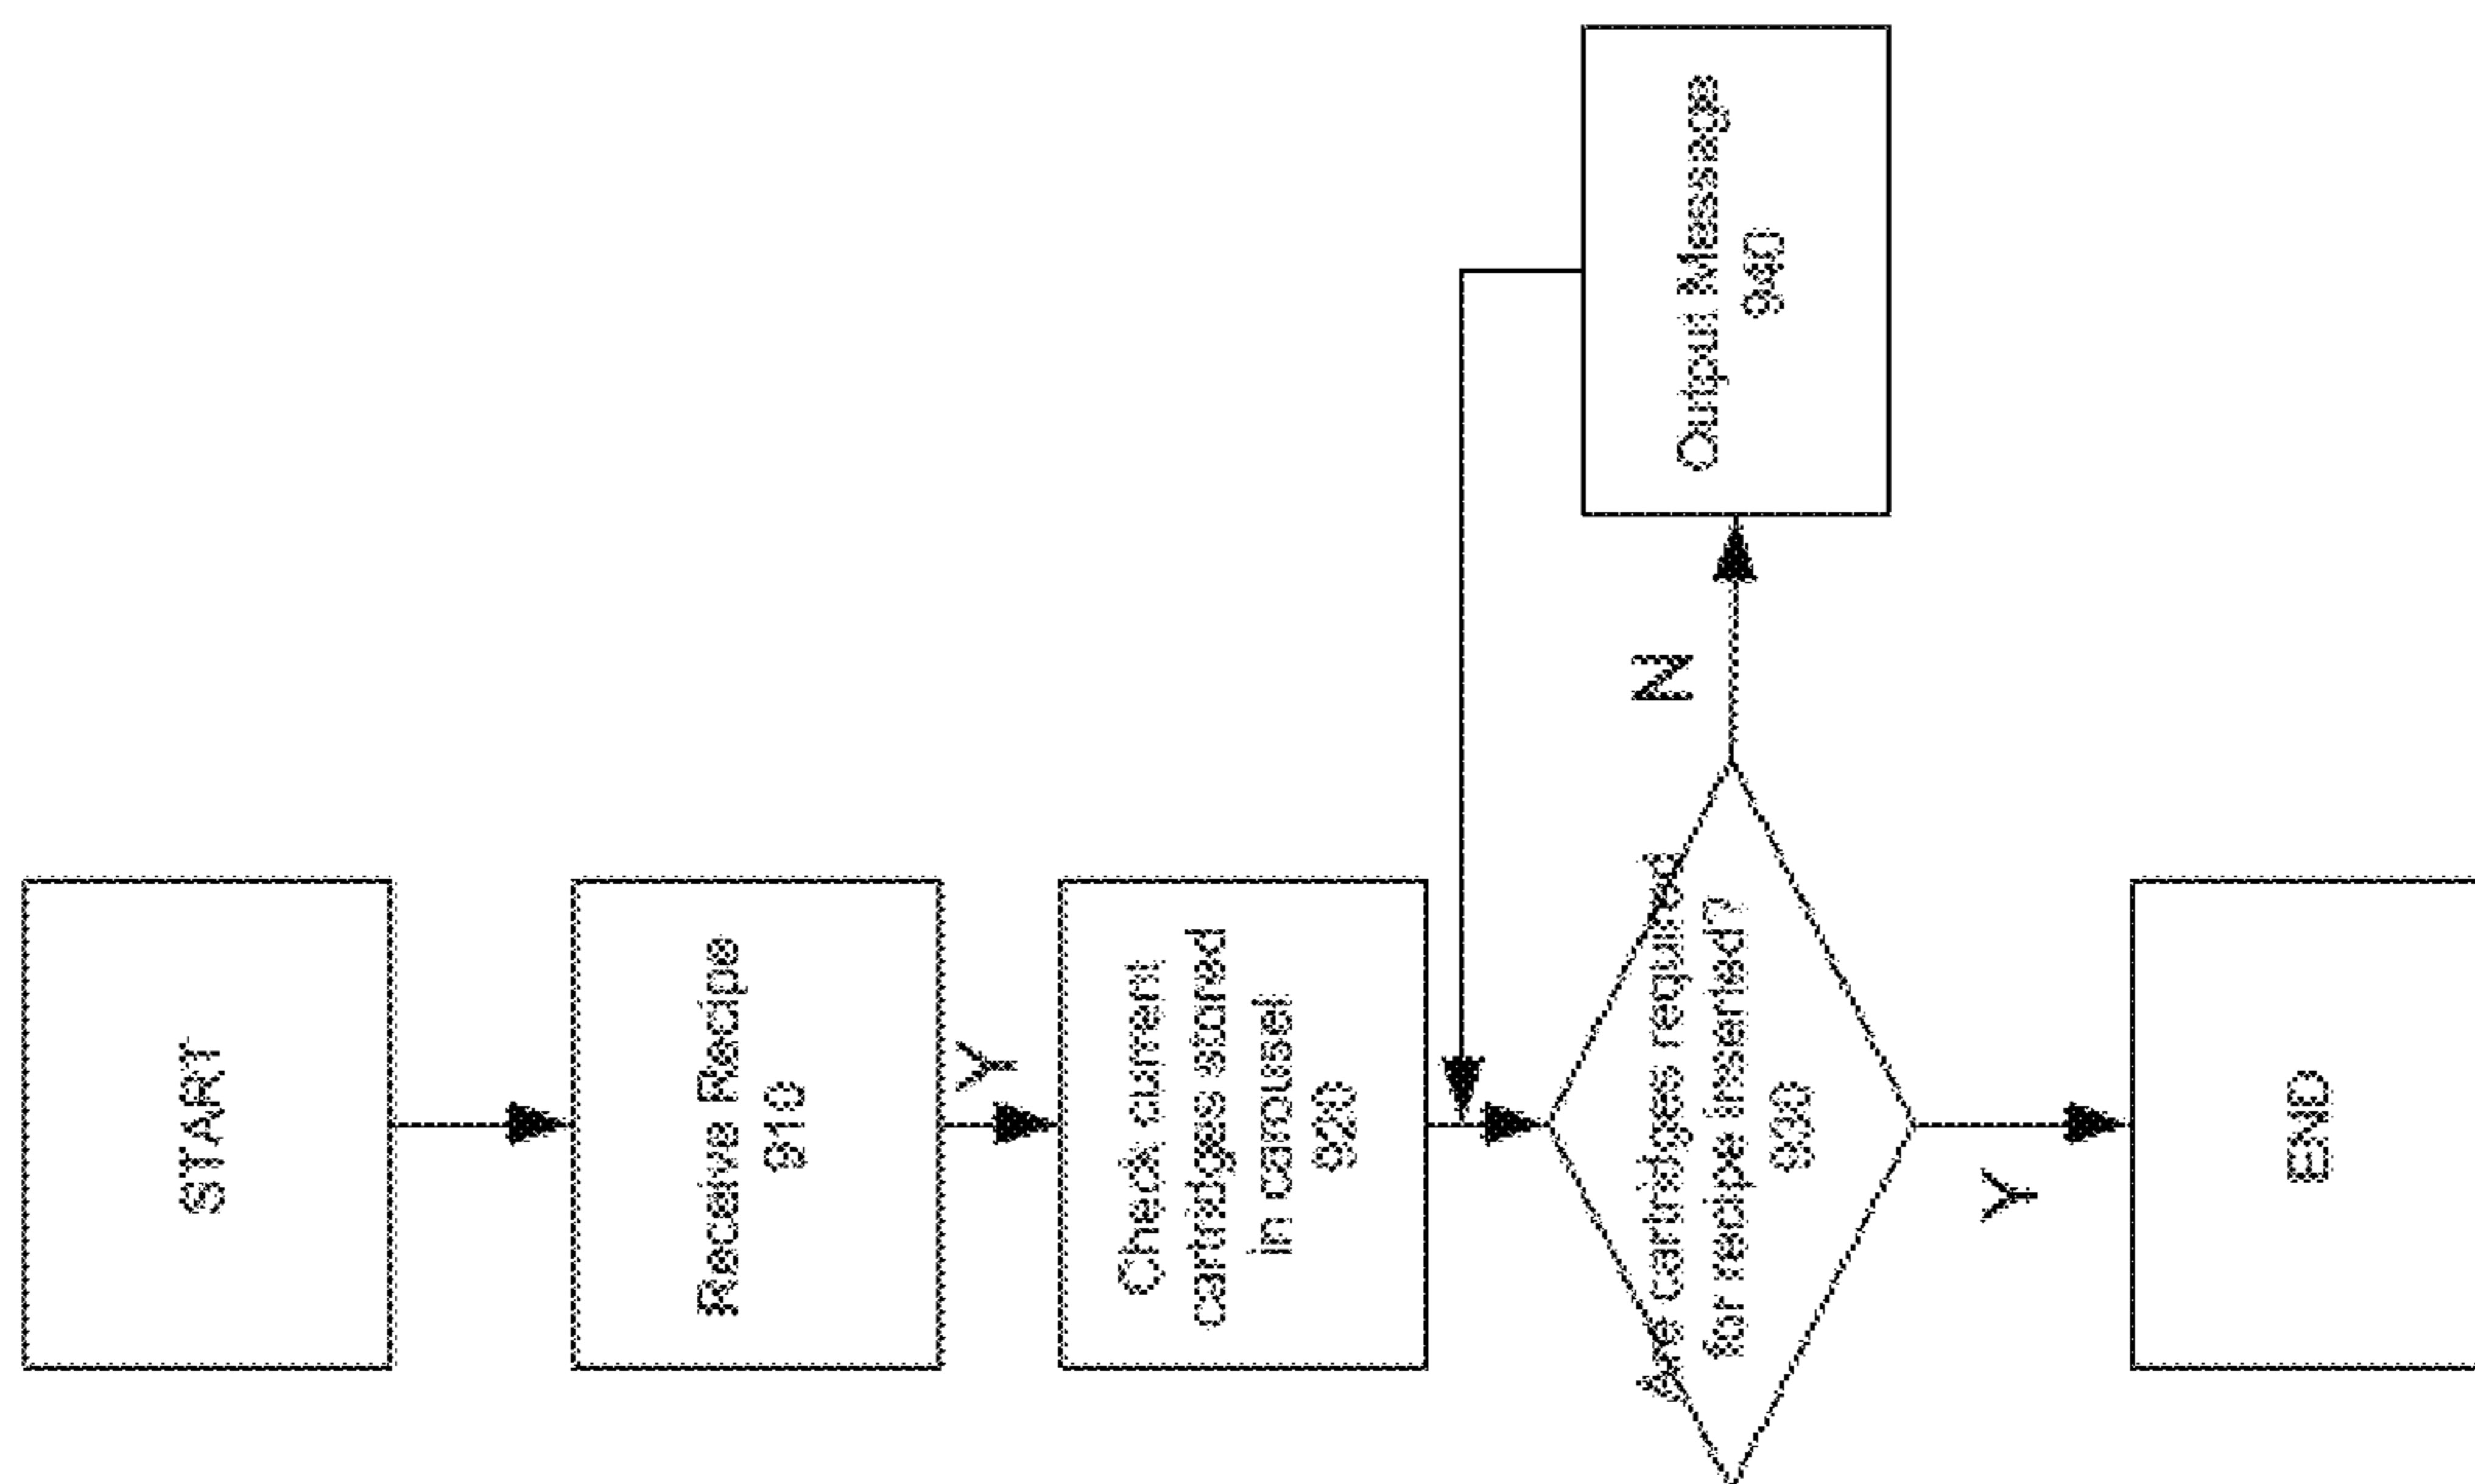 START
Receive Recipe
910
Y
Check current
cartridges stored
in carousel
920
Are cartridges required
for recipe inserted?
930
N
Output Message
940
Y
END